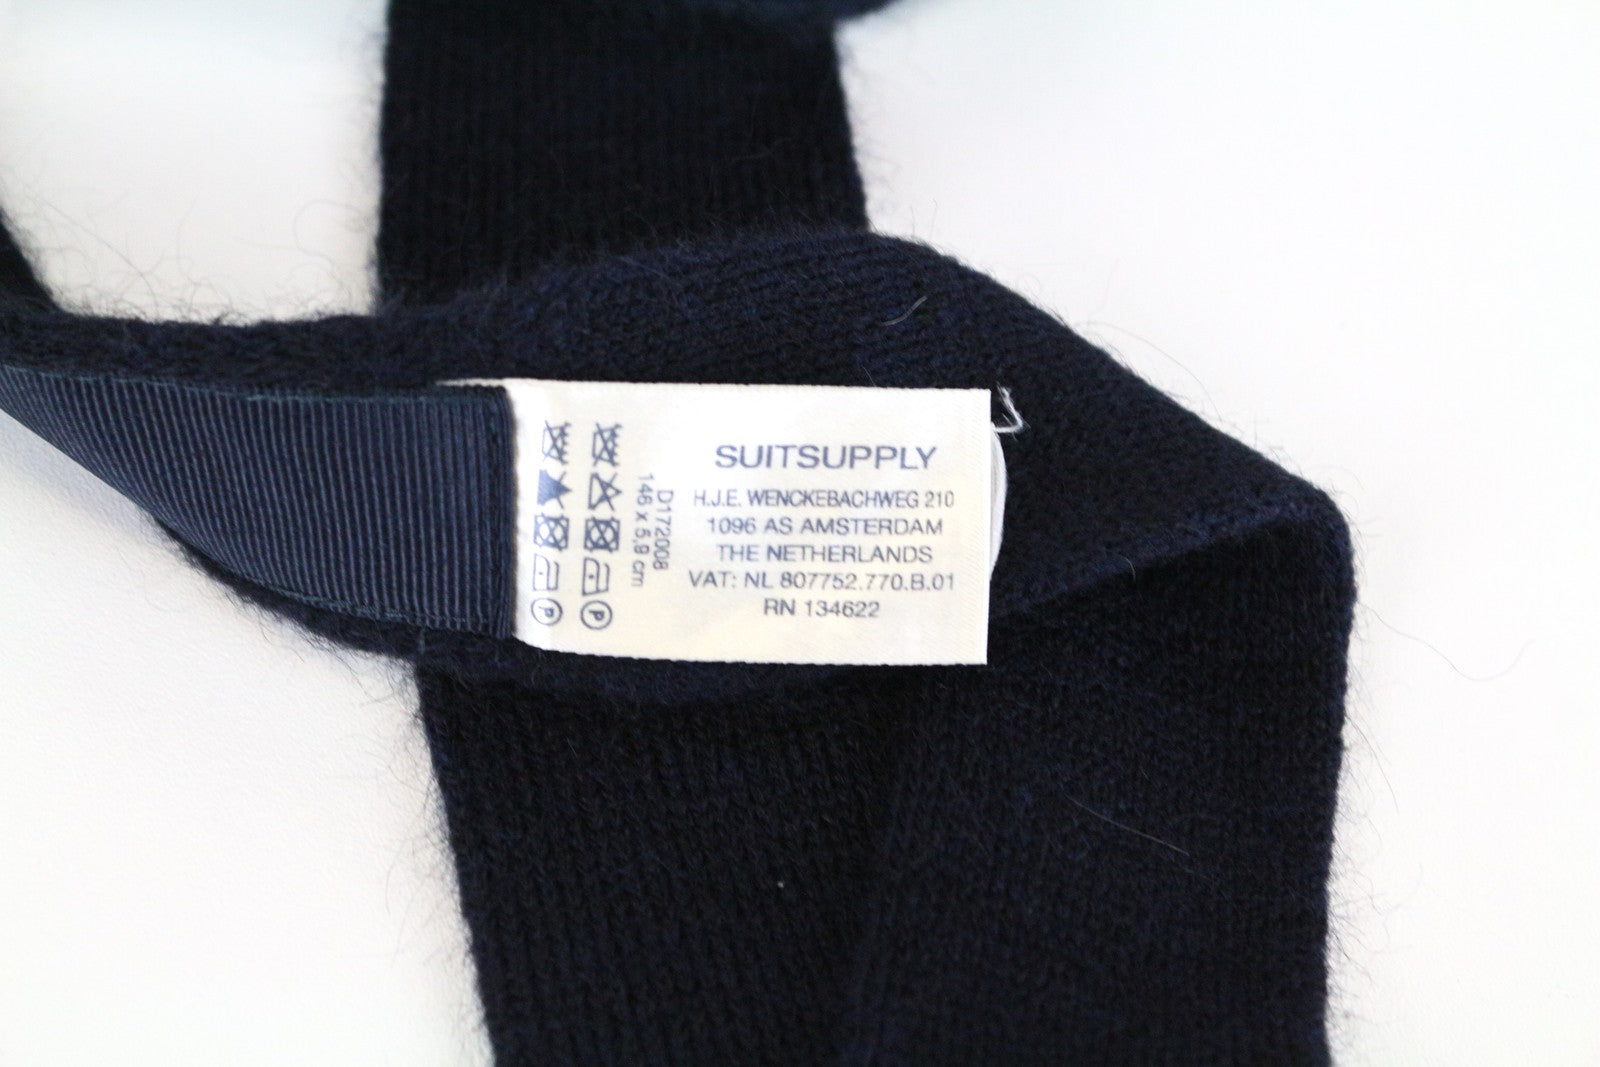 SUITSUPPLY
H.J.E. WENCKEBACHWEG 210
1096 AS AMSTERDAM
THE NETHERLANDS
VAT: NL 807752.770.B.01
RN 134622
D172008
146 x 5,9 cm
P
P